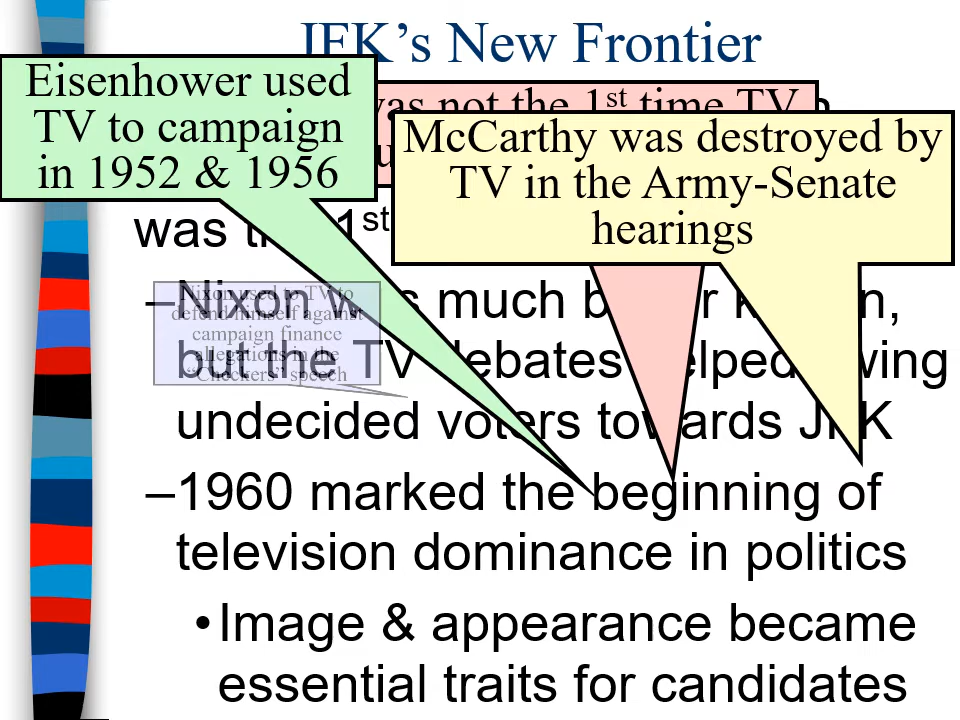 JFK’s New Frontier
Eisenhower used
TV to campaign
in 1952 & 1956
was not the 1st time TV
McCarthy was destroyed by
TV in the Army-Senate
hearings
was 1st
–Nixon was much better known,
but the TV debates helped swing
undecided voters towards JFK
Nixon used to TV to
defend himself against
campaign finance
allegations in the
“Checkers” speech
–1960 marked the beginning of
television dominance in politics
•Image & appearance became
essential traits for candidates